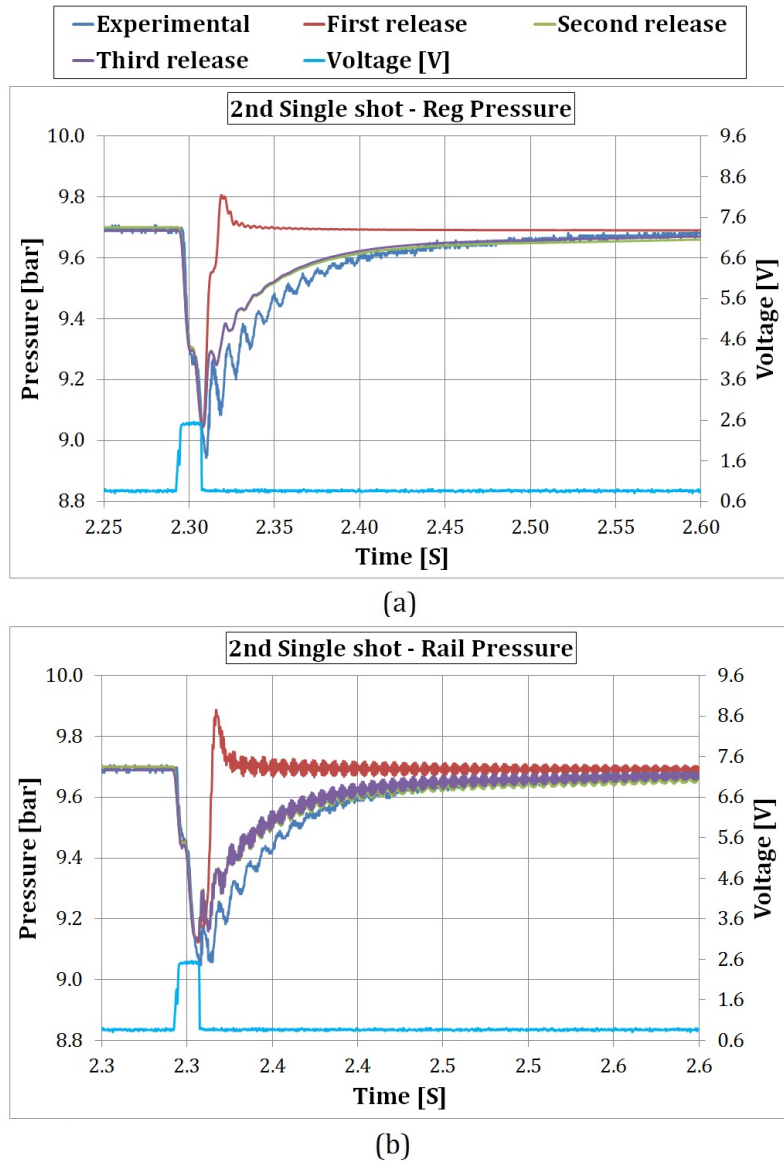 Experimental First release Second release
Third release Voltage [V]
2nd Single shot - Reg Pressure
10.0 9.6
9.8 8.6
7.6
9.6 6.6
9.4 5.6
4.6
9.2 3.6
9.0 2.6
1.6
8.8 0.6
Pressure [bar]
Voltage [V]
2.25 2.30 2.35 2.40 2.45 2.50 2.55 2.60
Time [S]
(a)
2nd Single shot - Rail Pressure
10.0 9.6
9.8 8.6
7.6
9.6 6.6
9.4 5.6
4.6
9.2 3.6
9.0 2.6
1.6
8.8 0.6
Pressure [bar]
Voltage [V]
2.3 2.3 2.4 2.4 2.5 2.5 2.6 2.6
Time [S]
(b)